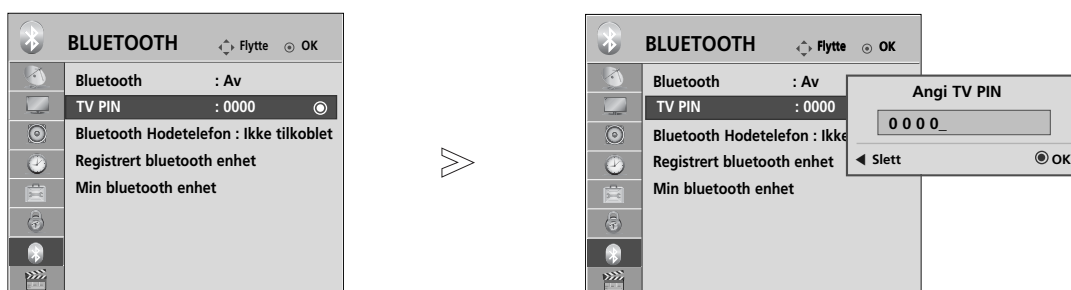 BLUETOOTH Flytte OK
Bluetooth : Av
TV PIN : 0000
Bluetooth Hodetelefon : Ikke tilkoblet
Registrert bluetooth enhet
Min bluetooth enhet
BLUETOOTH Flytte OK
Bluetooth : Av
TV PIN : 0000
Bluetooth Hodetelefon : Ikke
Registrert bluetooth enhet
Min bluetooth enhet
Angi TV PIN
0 0 0 0_
◀ Slett OK